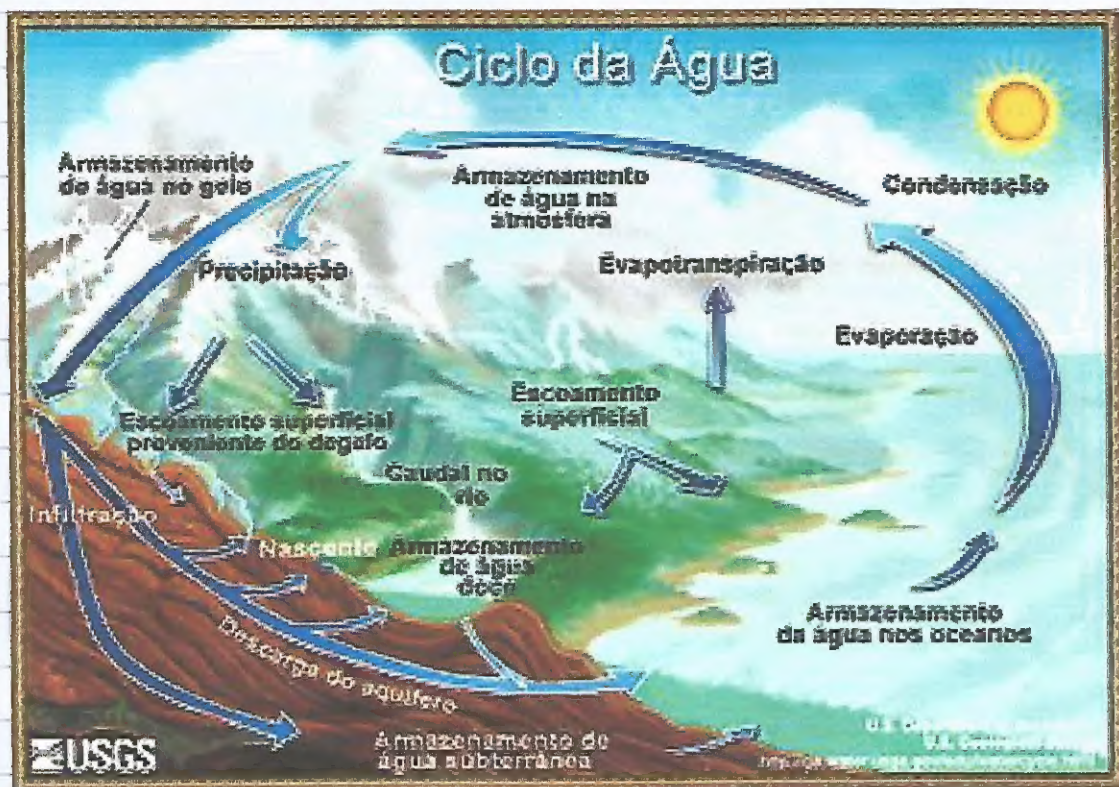 Ciclo da Água
Armazenamento
de água no gelo
Armazenamento
de água na
atmosfera
Condensação
Precipitação
Evapotranspiração
Evaporação
Escoamento superficial
proveniente do degelo
Escoamento
superficial
Caudal no
rio
Infiltração
Nascente
Armazenamento
de água
doce
Armazenamento
da água nos oceanos
Descarga do aquífero
Armazenamento de
água subterrânea
USGS